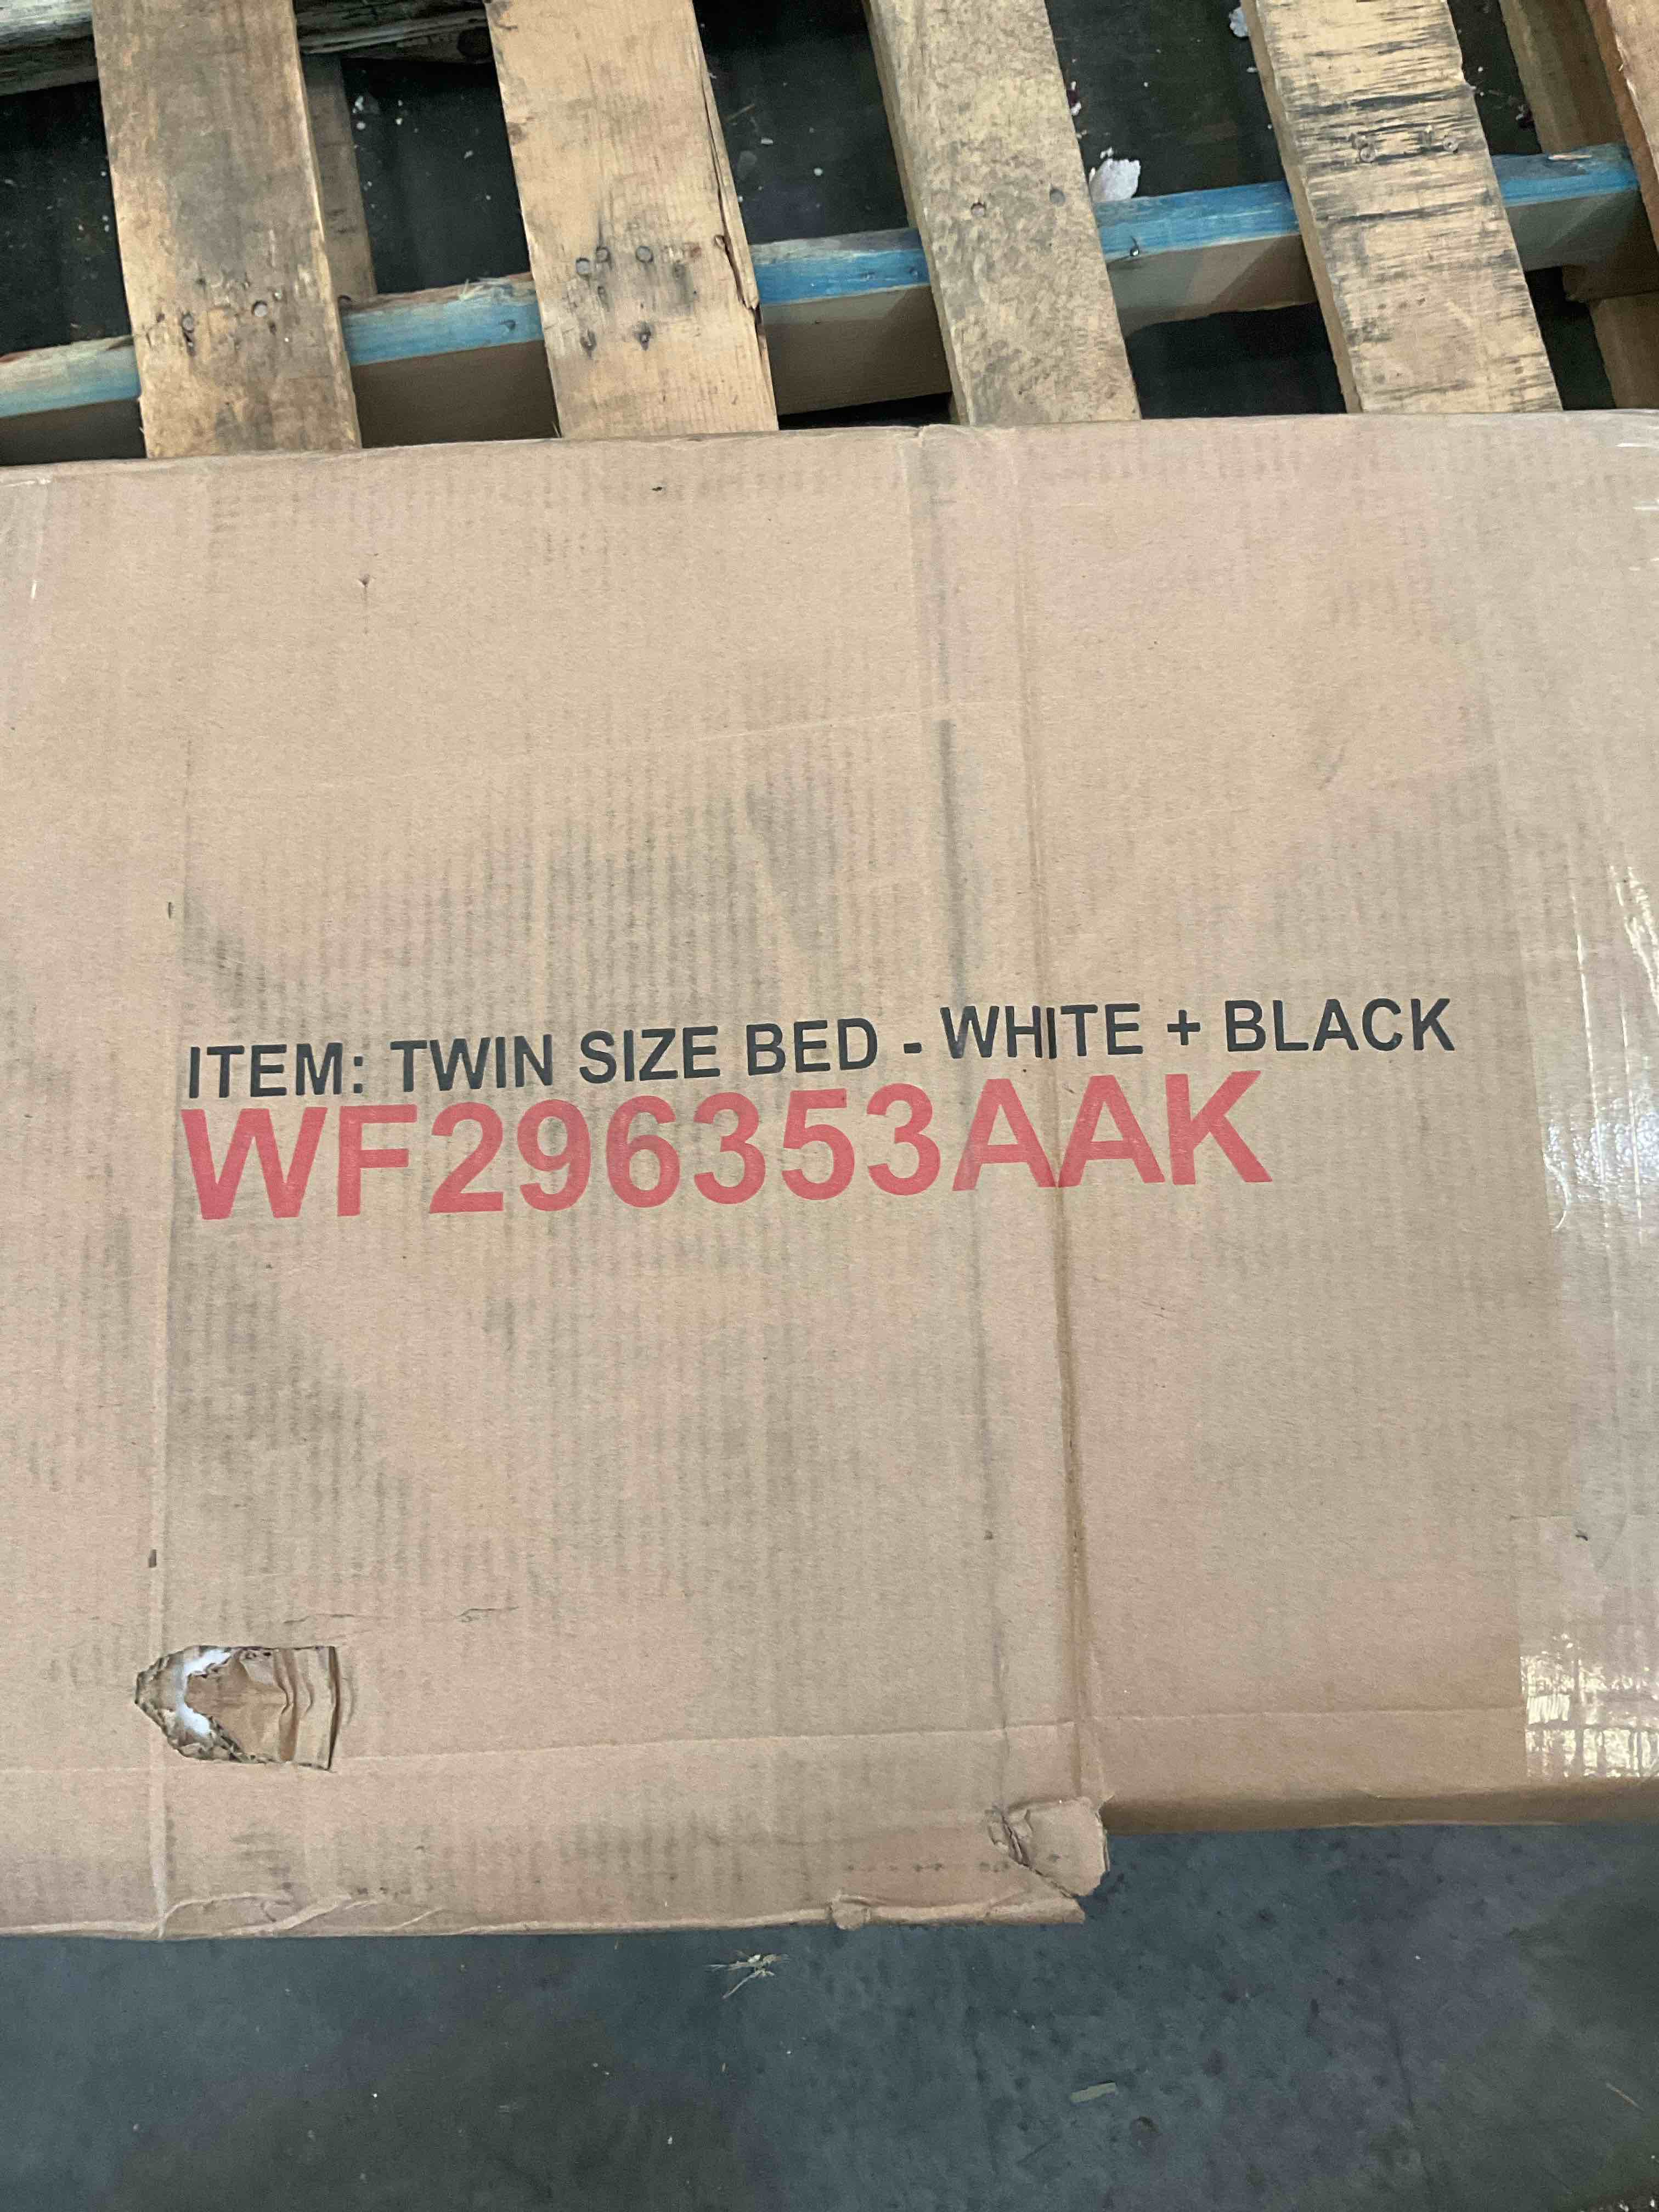 ITEM: TWIN SIZE BED - WHITE + BLACK
WF296353AAK